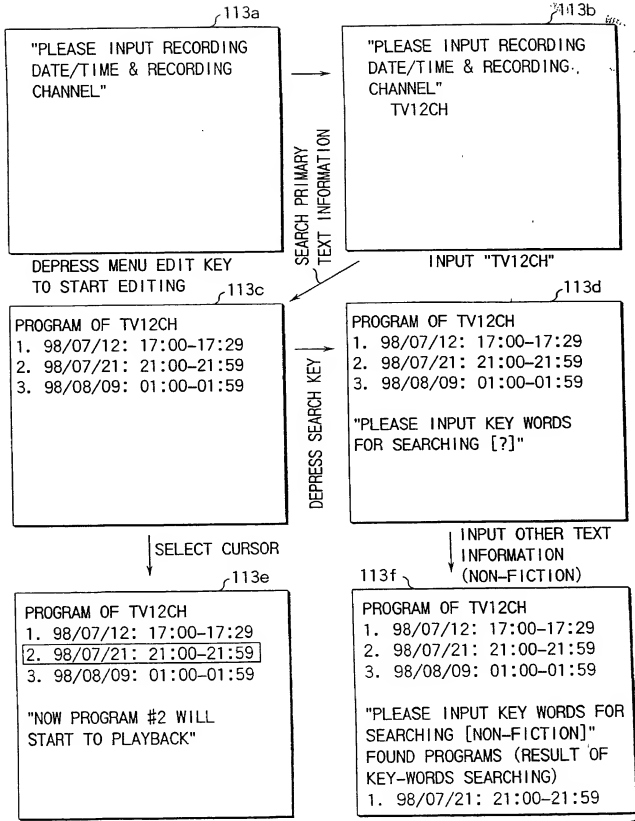 113a
"PLEASE INPUT RECORDING
DATE/TIME & RECORDING
CHANNEL"
113b
"PLEASE INPUT RECORDING
DATE/TIME & RECORDING
CHANNEL"
TV12CH
SEARCH PRIMARY
TEXT INFORMATION
DEPRESS MENU EDIT KEY
TO START EDITING
INPUT "TV12CH"
113c
PROGRAM OF TV12CH
1. 98/07/12: 17:00-17:29
2. 98/07/21: 21:00-21:59
3. 98/08/09: 01:00-01:59
DEPRESS SEARCH KEY
113d
PROGRAM OF TV12CH
1. 98/07/12: 17:00-17:29
2. 98/07/21: 21:00-21:59
3. 98/08/09: 01:00-01:59
"PLEASE INPUT KEY WORDS
FOR SEARCHING [?]"
SELECT CURSOR
INPUT OTHER TEXT
INFORMATION
(NON-FICTION)
113e
PROGRAM OF TV12CH
1. 98/07/12: 17:00-17:29
2. 98/07/21: 21:00-21:59
3. 98/08/09: 01:00-01:59
"NOW PROGRAM #2 WILL
START TO PLAYBACK"
113f
PROGRAM OF TV12CH
1. 98/07/12: 17:00-17:29
2. 98/07/21: 21:00-21:59
3. 98/08/09: 01:00-01:59
"PLEASE INPUT KEY WORDS FOR
SEARCHING [NON-FICTION]"
FOUND PROGRAMS (RESULT OF
KEY-WORDS SEARCHING)
1. 98/07/21: 21:00-21:59